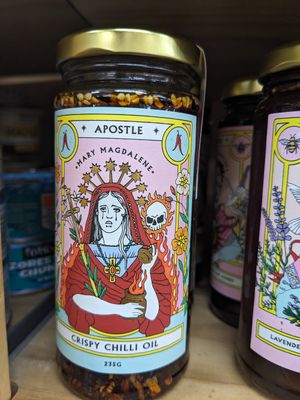 APOSTLE
MARY MAGDALENE
CRISPY CHILLI OIL
235G
LAVENDE